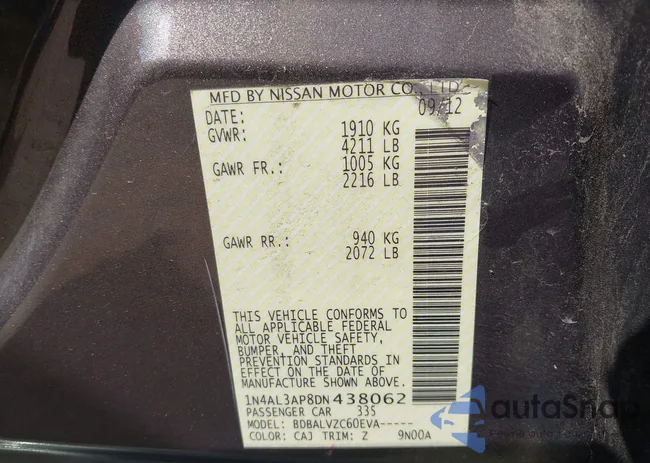 MFD BY NISSAN MOTOR CO., LTD.
DATE: 09/12
GVWR: 1910 KG
4211 LB
GAWR FR.: 1005 KG
2216 LB
GAWR RR.: 940 KG
2072 LB
THIS VEHICLE CONFORMS TO
ALL APPLICABLE FEDERAL
MOTOR VEHICLE SAFETY,
BUMPER, AND THEFT
PREVENTION STANDARDS IN
EFFECT ON THE DATE OF
MANUFACTURE SHOWN ABOVE.
1N4AL3AP8DN438062
PASSENGER CAR 33S
MODEL: BDBALVZC60EVA-----
COLOR: CAJ TRIM: Z 9N00A
autoSnap